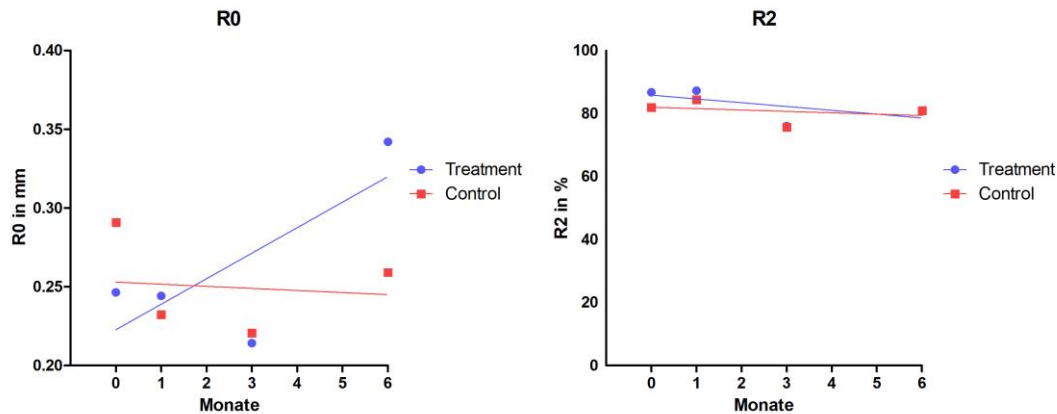 R0
0.40
0.35
0.30
0.25
0.20
R0 in mm
0 1 2 3 4 5 6
Monate
Treatment
Control
R2
100
80
60
40
20
0
R2 in %
0 1 2 3 4 5 6
Monate
Treatment
Control